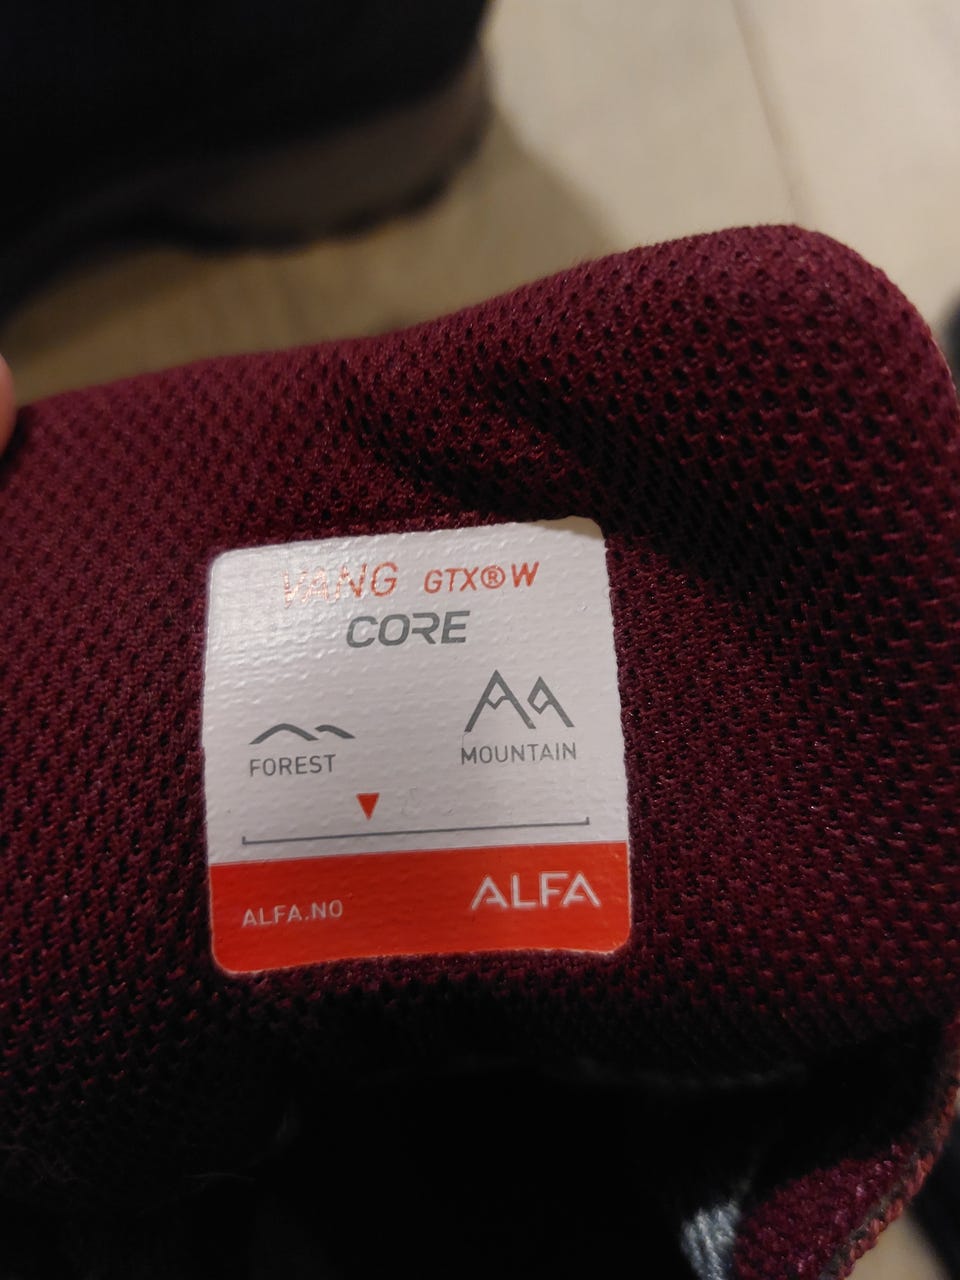 VANG GTX®W
CORE
FOREST
MOUNTAIN
ALFA.NO
ALFA